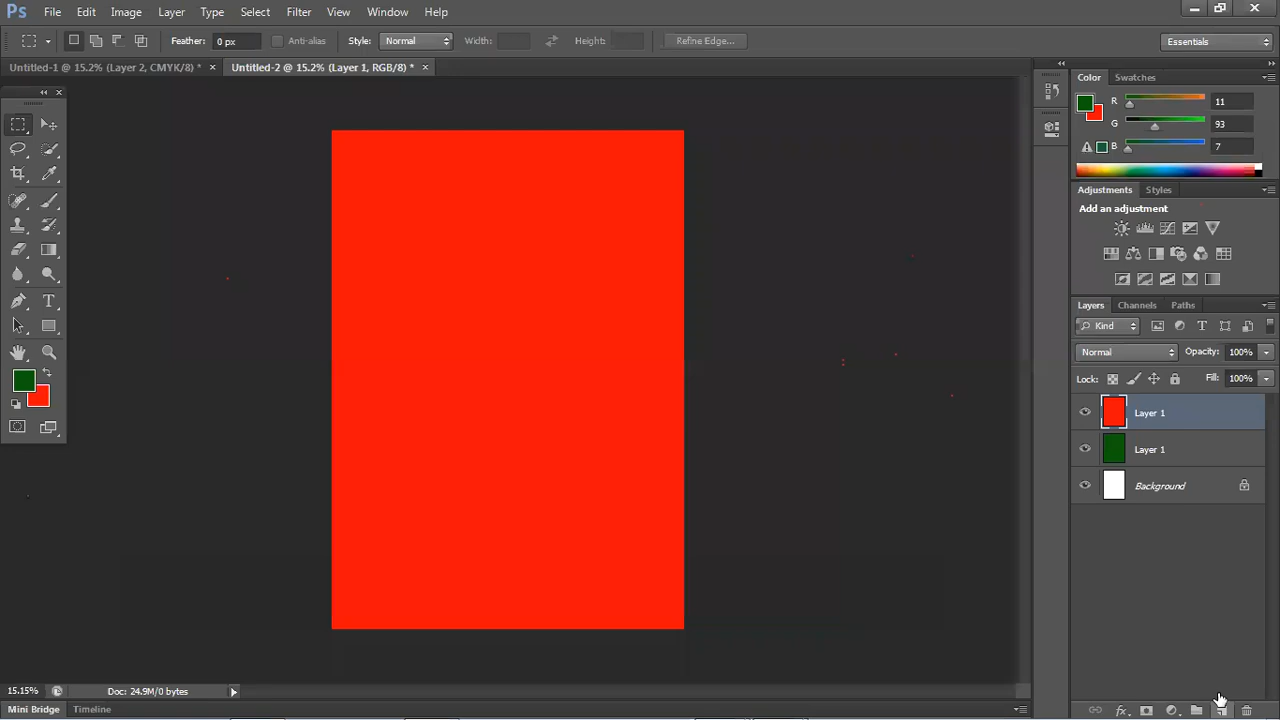 Ps File Edit Image Layer Type Select Filter View Window Help
Feather: 0 px Anti-alias Style: Normal Width: Height: Refine Edge... Essentials
Untitled-1 @ 15.2% (Layer 2, CMYK/8) * × Untitled-2 @ 15.2% (Layer 1, RGB/8) * ×
Color Swatches
R 11
G 93
B 7
Adjustments Styles
Add an adjustment
Layers Channels Paths
Kind
Normal Opacity: 100%
Lock: Fill: 100%
Layer 1
Layer 1
Background
15.15% Doc: 24.9M/0 bytes
Mini Bridge Timeline